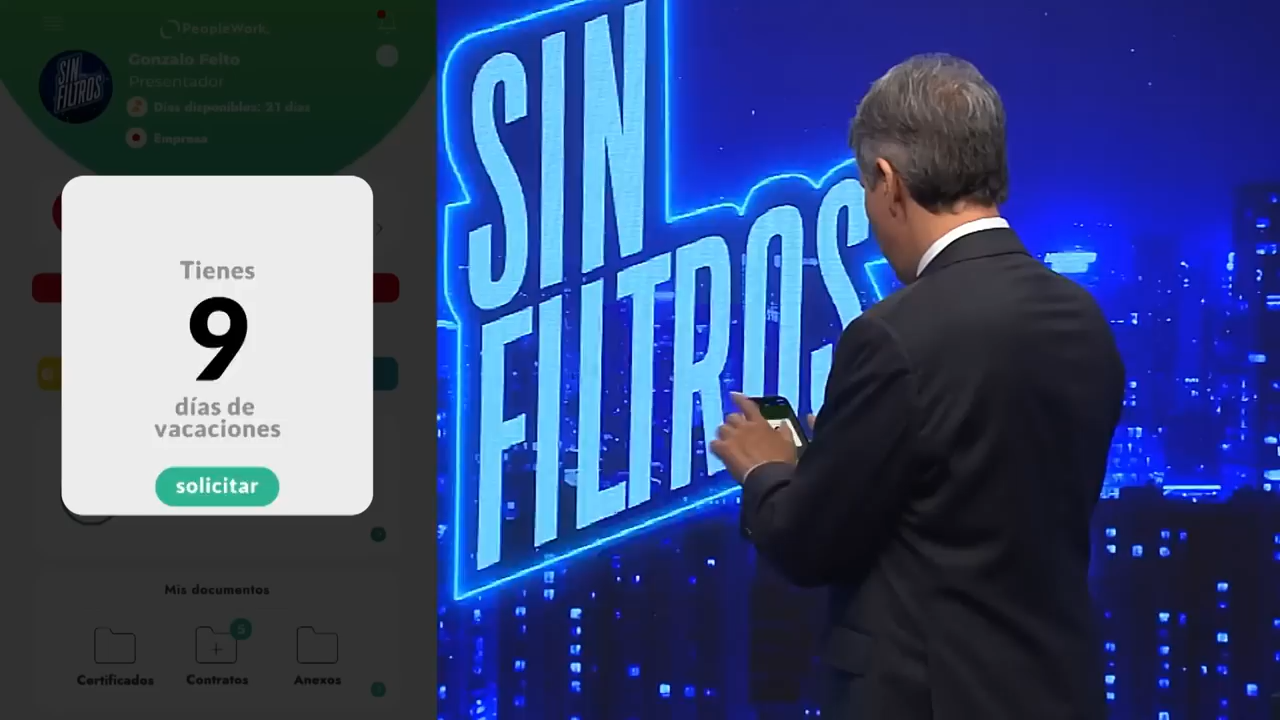 PeopleWork
Gonzalo Feito
Presentador
Días disponibles: 21 días
Empresa
SIN
FILTROS
Tienes
9
días de
vacaciones
solicitar
Mis documentos
5
Certificados
Contratos
Anexos
SIN
FILTROS